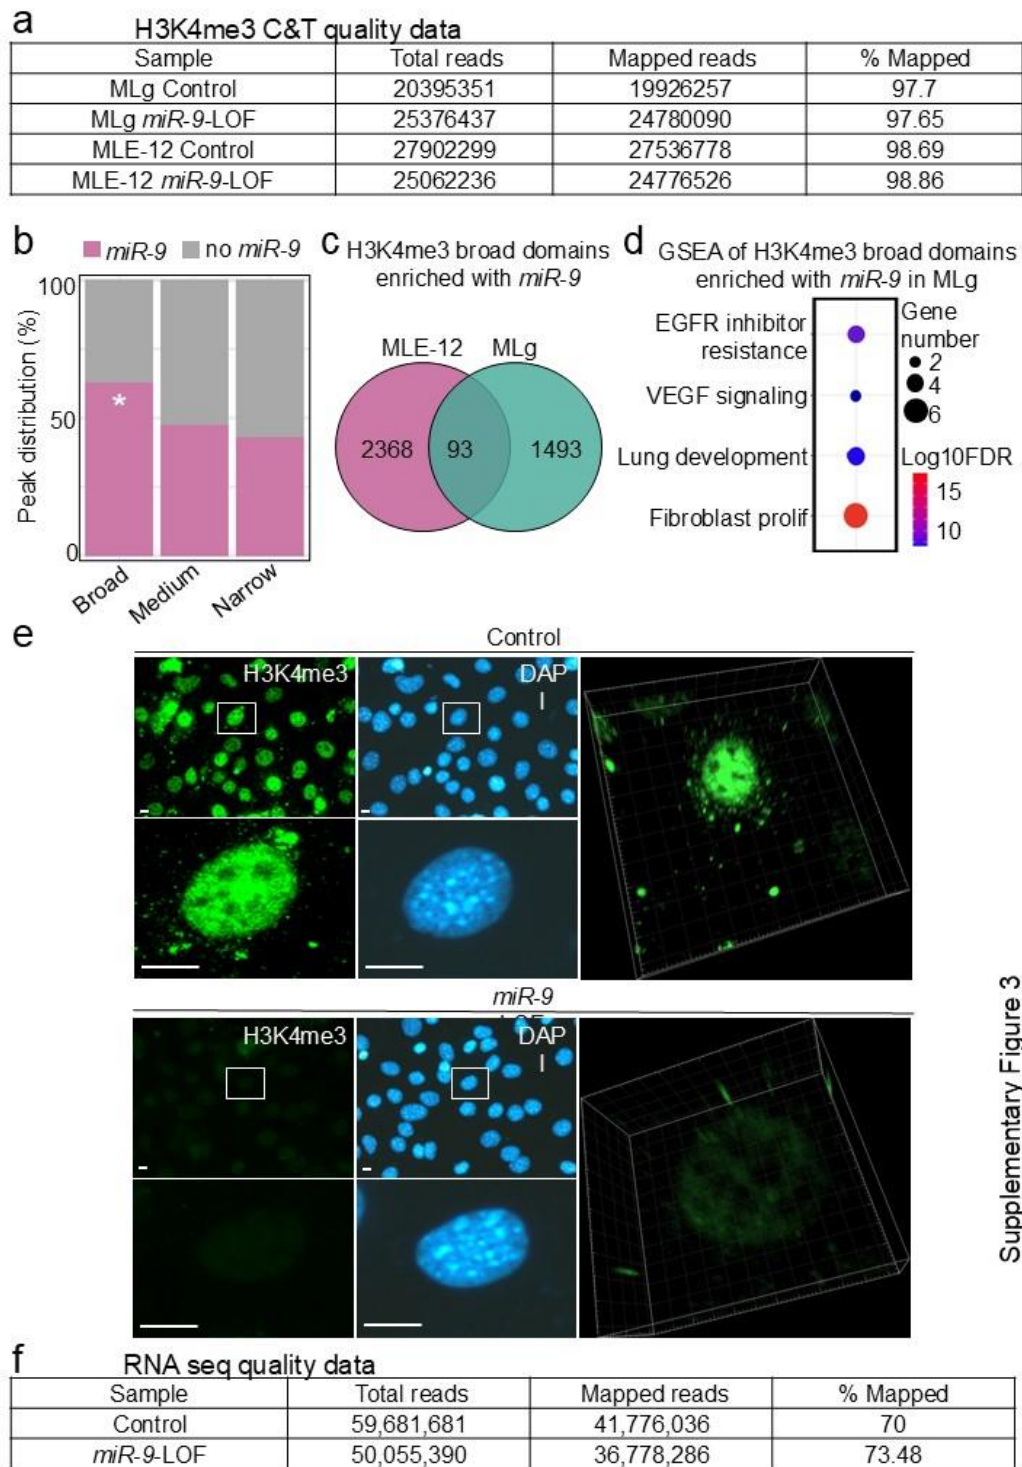 a
H3K4me3 C&T quality data
Sample Total reads Mapped reads % Mapped
MLg Control 20395351 19926257 97.7
MLg miR-9-LOF 25376437 24780090 97.65
MLE-12 Control 27902299 27536778 98.69
MLE-12 miR-9-LOF 25062236 24776526 98.86
b
miR-9 no miR-9
Peak distribution (%)
100
50
0
*
Broad
Medium
Narrow
c
H3K4me3 broad domains
enriched with miR-9
MLE-12 MLg
2368 93 1493
d
GSEA of H3K4me3 broad domains
enriched with miR-9 in MLg
EGFR inhibitor
resistance
VEGF signaling
Lung development
Fibroblast prolif
Gene
number
2
4
6
Log10FDR
15
10
e
Control
H3K4me3
DAP
I
miR-9
H3K4me3
DAP
I
Supplementary Figure 3
f
RNA seq quality data
Sample Total reads Mapped reads % Mapped
Control 59,681,681 41,776,036 70
miR-9-LOF 50,055,390 36,778,286 73.48